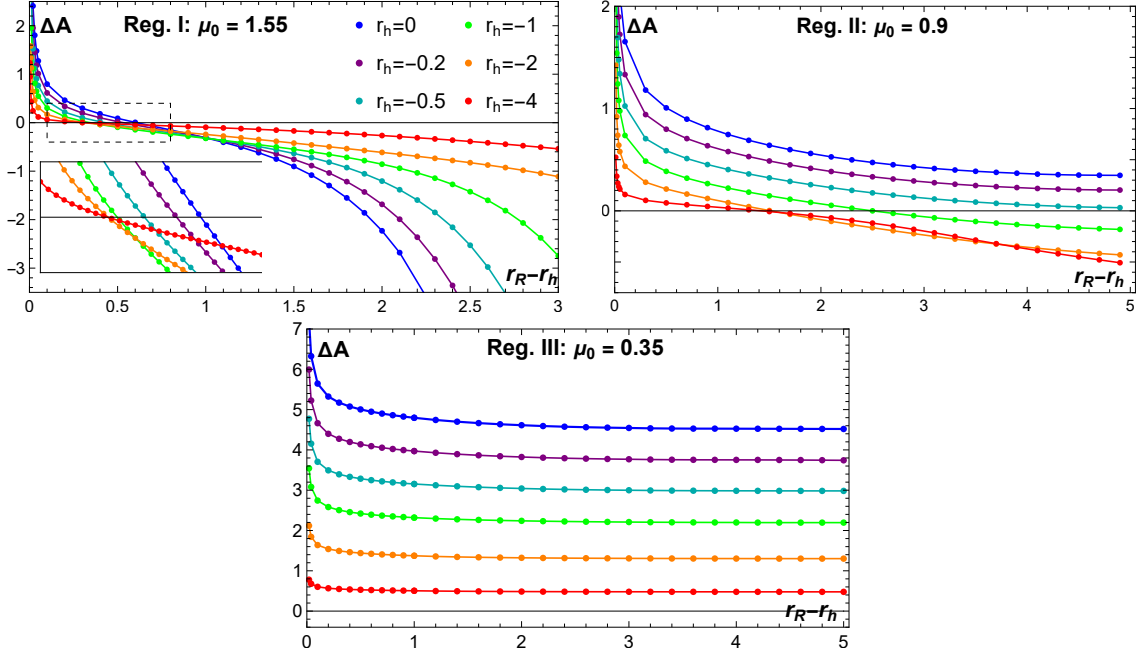 ΔA
Reg. I: μ₀ = 1.55
r_h=0
r_h=−1
r_h=−0.2
r_h=−2
r_h=−0.5
r_h=−4
2
1
0
−1
−2
−3
r_R−r_h
0.0
0.5
1.0
1.5
2.0
2.5
3
ΔA
Reg. II: μ₀ = 0.9
2
1
0
r_R−r_h
0
1
2
3
4
5
ΔA
Reg. III: μ₀ = 0.35
7
6
5
4
3
2
1
0
r_R−r_h
0
1
2
3
4
5